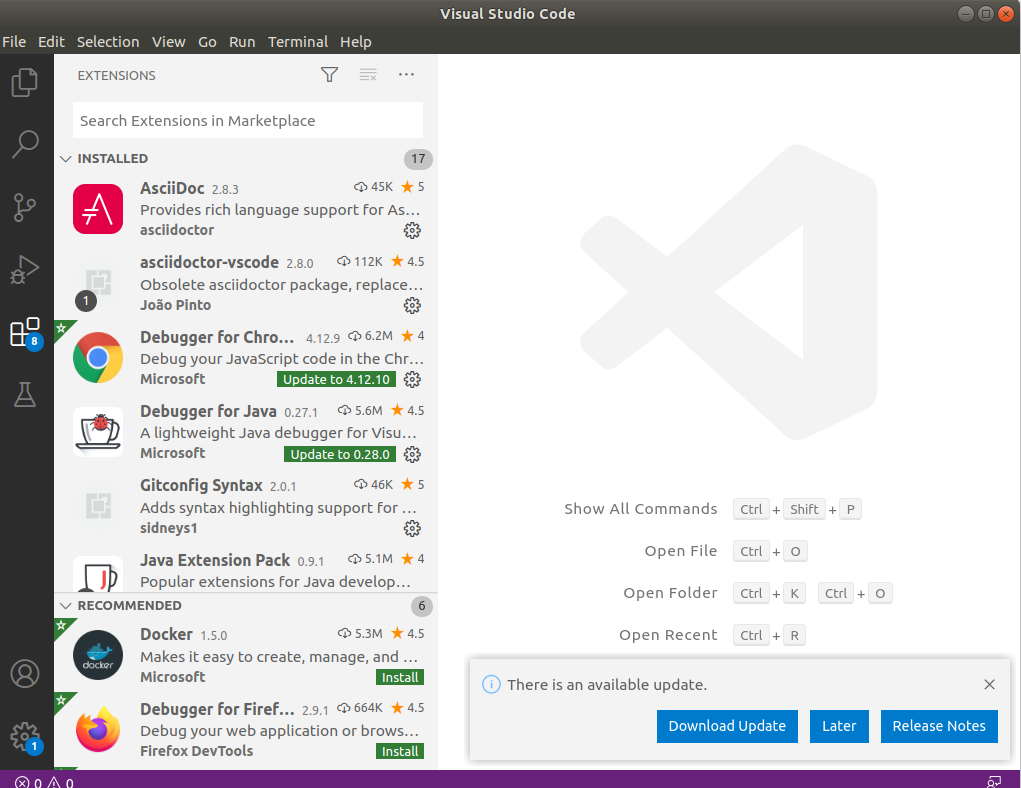 Visual Studio Code
File Edit Selection View Go Run Terminal Help
EXTENSIONS
Search Extensions in Marketplace
INSTALLED 17
AsciiDoc 2.8.3 45K 5
Provides rich language support for As...
asciidoctor
asciidoctor-vscode 2.8.0 112K 4.5
Obsolete asciidoctor package, replace...
João Pinto
1
Debugger for Chro... 4.12.9 6.2M 4
Debug your JavaScript code in the Chr...
Microsoft Update to 4.12.10
8
Debugger for Java 0.27.1 5.6M 4.5
A lightweight Java debugger for Visu...
Microsoft Update to 0.28.0
Gitconfig Syntax 2.0.1 46K 5
Adds syntax highlighting support for ...
sidneys1
Java Extension Pack 0.9.1 5.1M 4
Popular extensions for Java develop...
J
RECOMMENDED 6
Docker 1.5.0 5.3M 4.5
Makes it easy to create, manage, and ...
Microsoft Install
docker
Debugger for Firef... 2.9.1 664K 4.5
Debug your web application or brows...
Firefox DevTools Install
1
Show All Commands Ctrl + Shift + P
Open File Ctrl + O
Open Folder Ctrl + K Ctrl + O
Open Recent Ctrl + R
There is an available update.
Download Update Later Release Notes
0 0